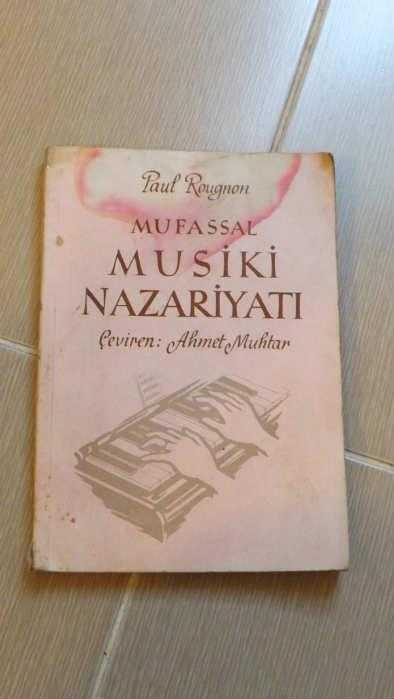 Paul Rougnon
MUFASSAL
MUSİKİ
NAZARİYATI
Çeviren: Ahmet Muhtar